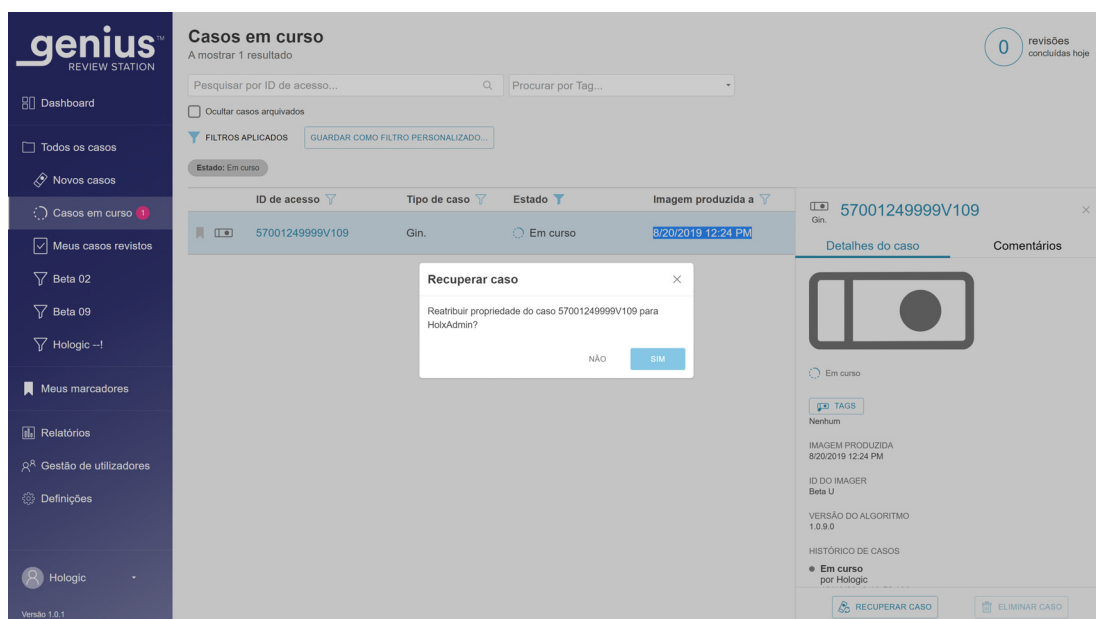 genius™
REVIEW STATION
Dashboard
Todos os casos
Novos casos
Casos em curso 1
Meus casos revistos
Beta 02
Beta 09
Hologic --!
Meus marcadores
Relatórios
Gestão de utilizadores
Definições
Hologic
Versão 1.0.1
Casos em curso
A mostrar 1 resultado
0 revisões
concluídas hoje
Pesquisar por ID de acesso...
Procurar por Tag...
Ocultar casos arquivados
FILTROS APLICADOS
GUARDAR COMO FILTRO PERSONALIZADO...
Estado: Em curso
ID de acesso Tipo de caso Estado Imagem produzida a
57001249999V109 Gin. Em curso 8/20/2019 12:24 PM
Recuperar caso
Reatribuir propriedade do caso 57001249999V109 para
HolxAdmin?
NÃO SIM
Gin.
57001249999V109
Detalhes do caso Comentários
Em curso
TAGS
Nenhum
IMAGEM PRODUZIDA
8/20/2019 12:24 PM
ID DO IMAGER
Beta U
VERSÃO DO ALGORITMO
1.0.9.0
HISTÓRICO DE CASOS
Em curso
por Hologic
RECUPERAR CASO ELIMINAR CASO